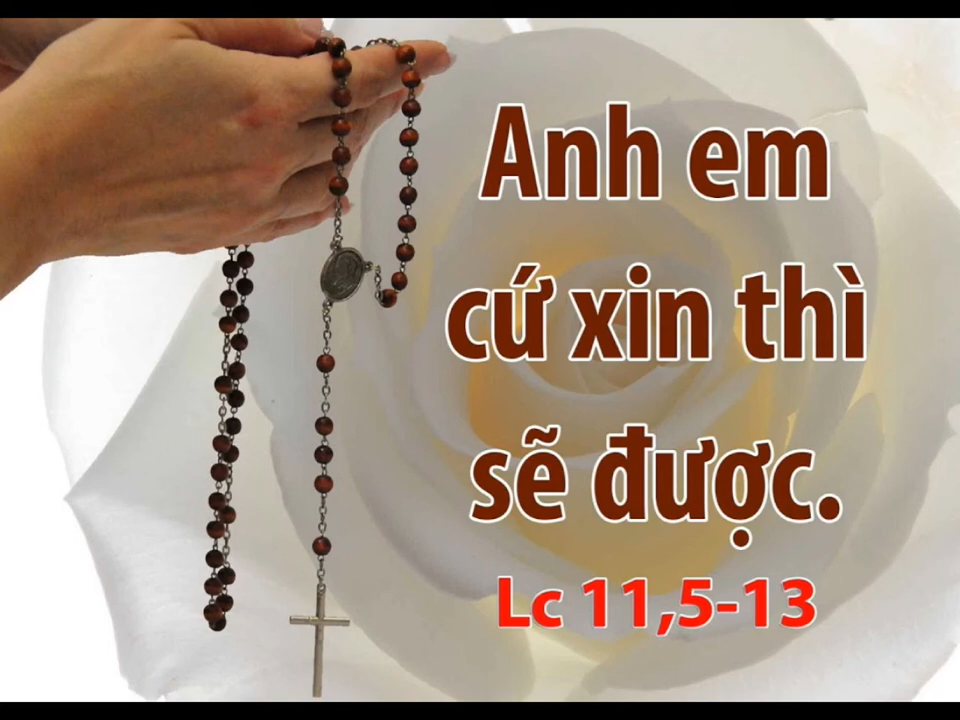 Anh em
cứ xin thì
sẽ được.
Lc 11,5-13